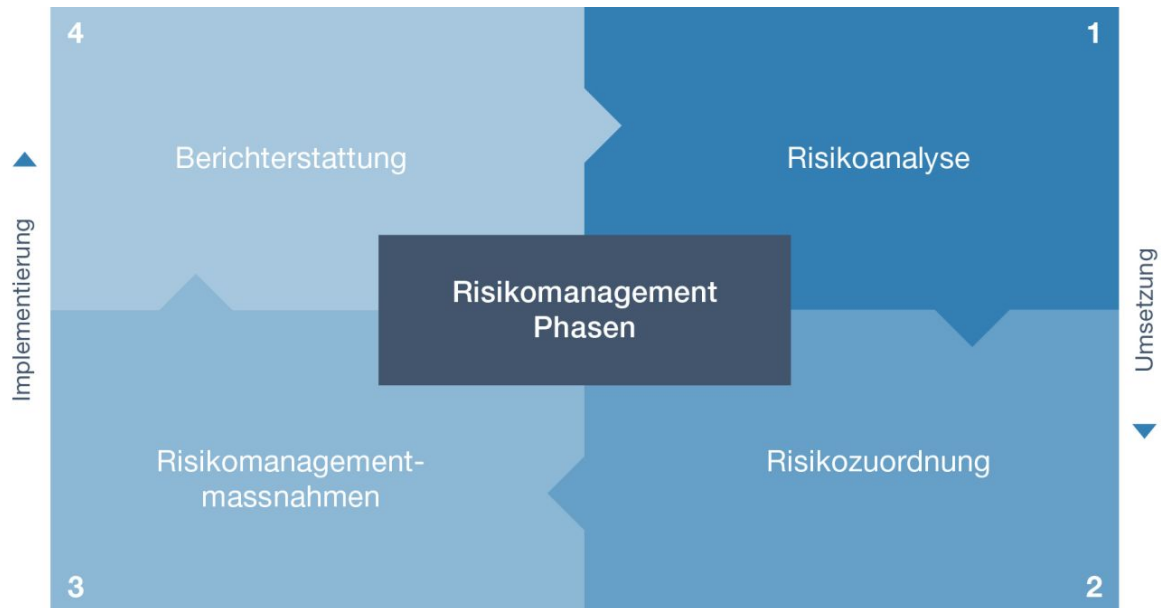 4
1
Berichterstattung
Risikoanalyse
Implementierung
Risikomanagement
Phasen
Umsetzung
Risikomanagement-
massnahmen
Risikozuordnung
3
2